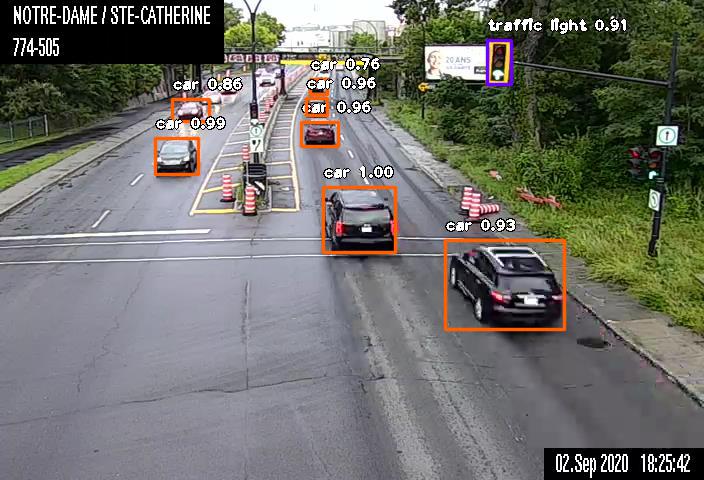 NOTRE-DAME / STE-CATHERINE
774-505
traffic light 0.91
20 ANS
car 0.76
car 0.86
car 0.96
car 0.96
car 0.99
car 1.00
car 0.93
02.Sep 2020 18:25:42